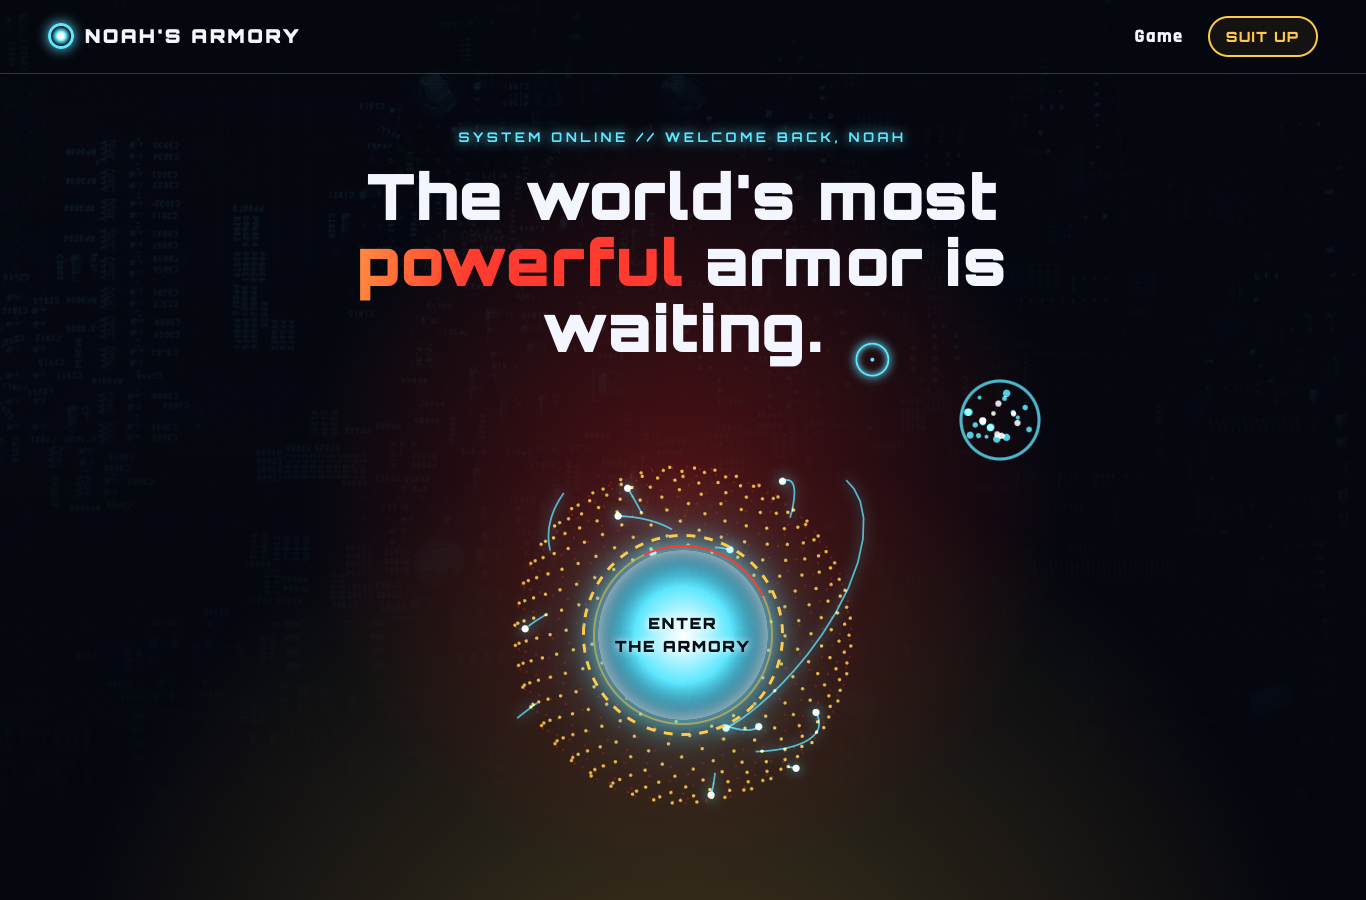 NOAH'S ARMORY
Game
SUIT UP
SYSTEM ONLINE // WELCOME BACK, NOAH
The world's most
powerful armor is
waiting.
ENTER
THE ARMORY